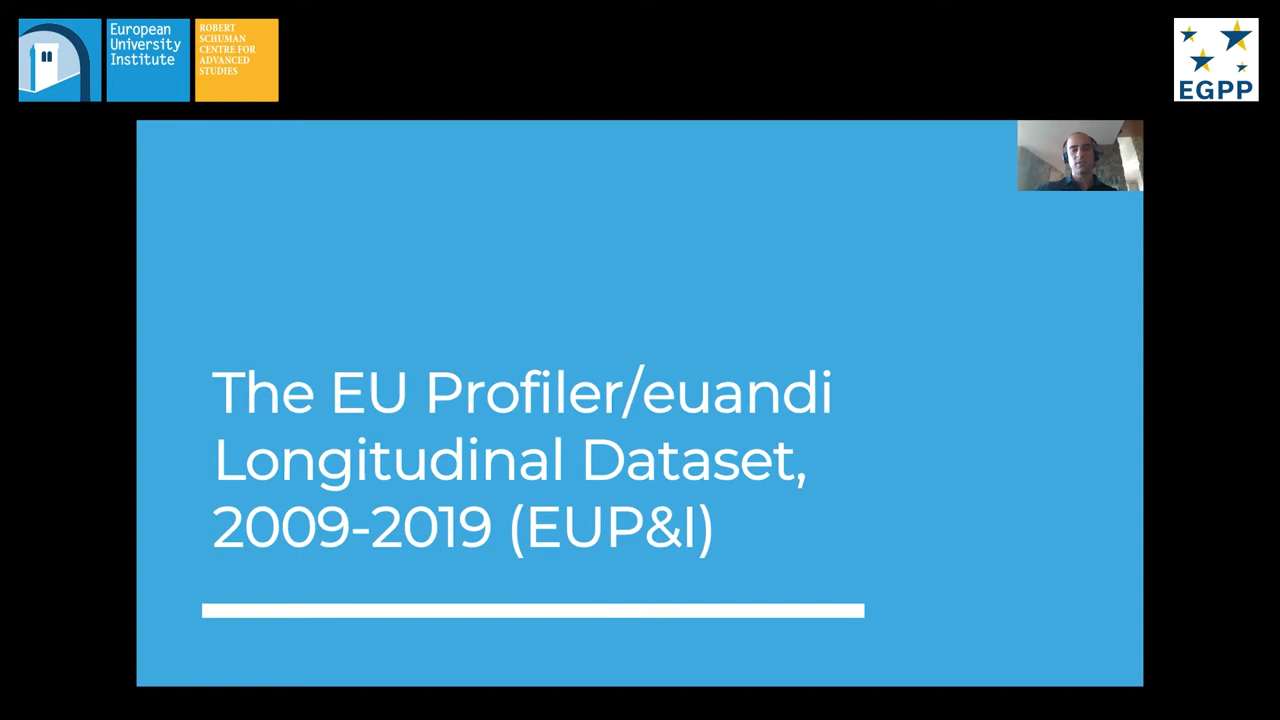 European
University
Institute
ROBERT
SCHUMAN
CENTRE FOR
ADVANCED
STUDIES
EGPP
The EU Profiler/euandi
Longitudinal Dataset,
2009-2019 (EUP&I)